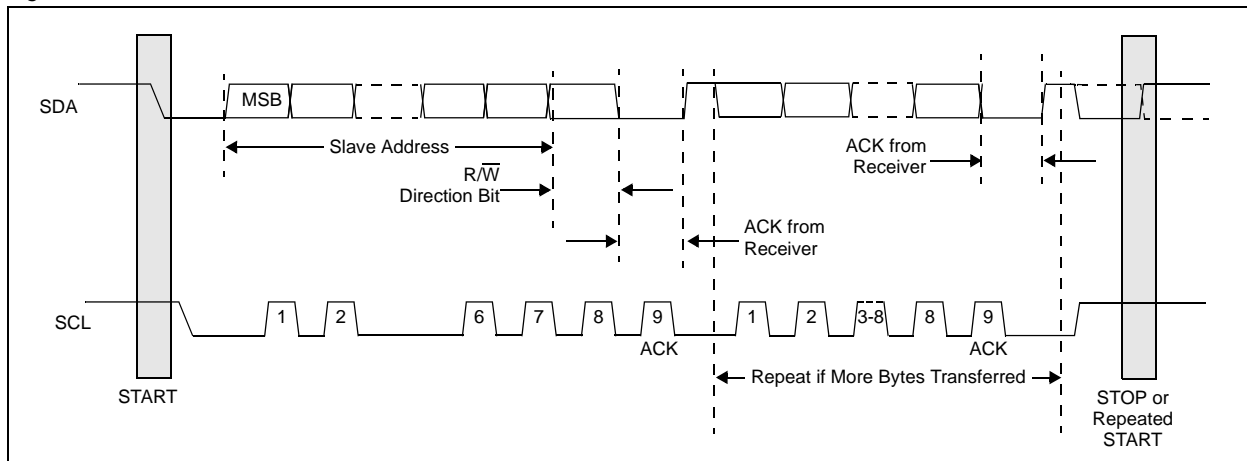 SDA
MSB
Slave Address
R/W
Direction Bit
ACK from
Receiver
ACK from
Receiver
SCL
1
2
6
7
8
9
ACK
1
2
3-8
8
9
ACK
Repeat if More Bytes Transferred
START
STOP or
Repeated
START